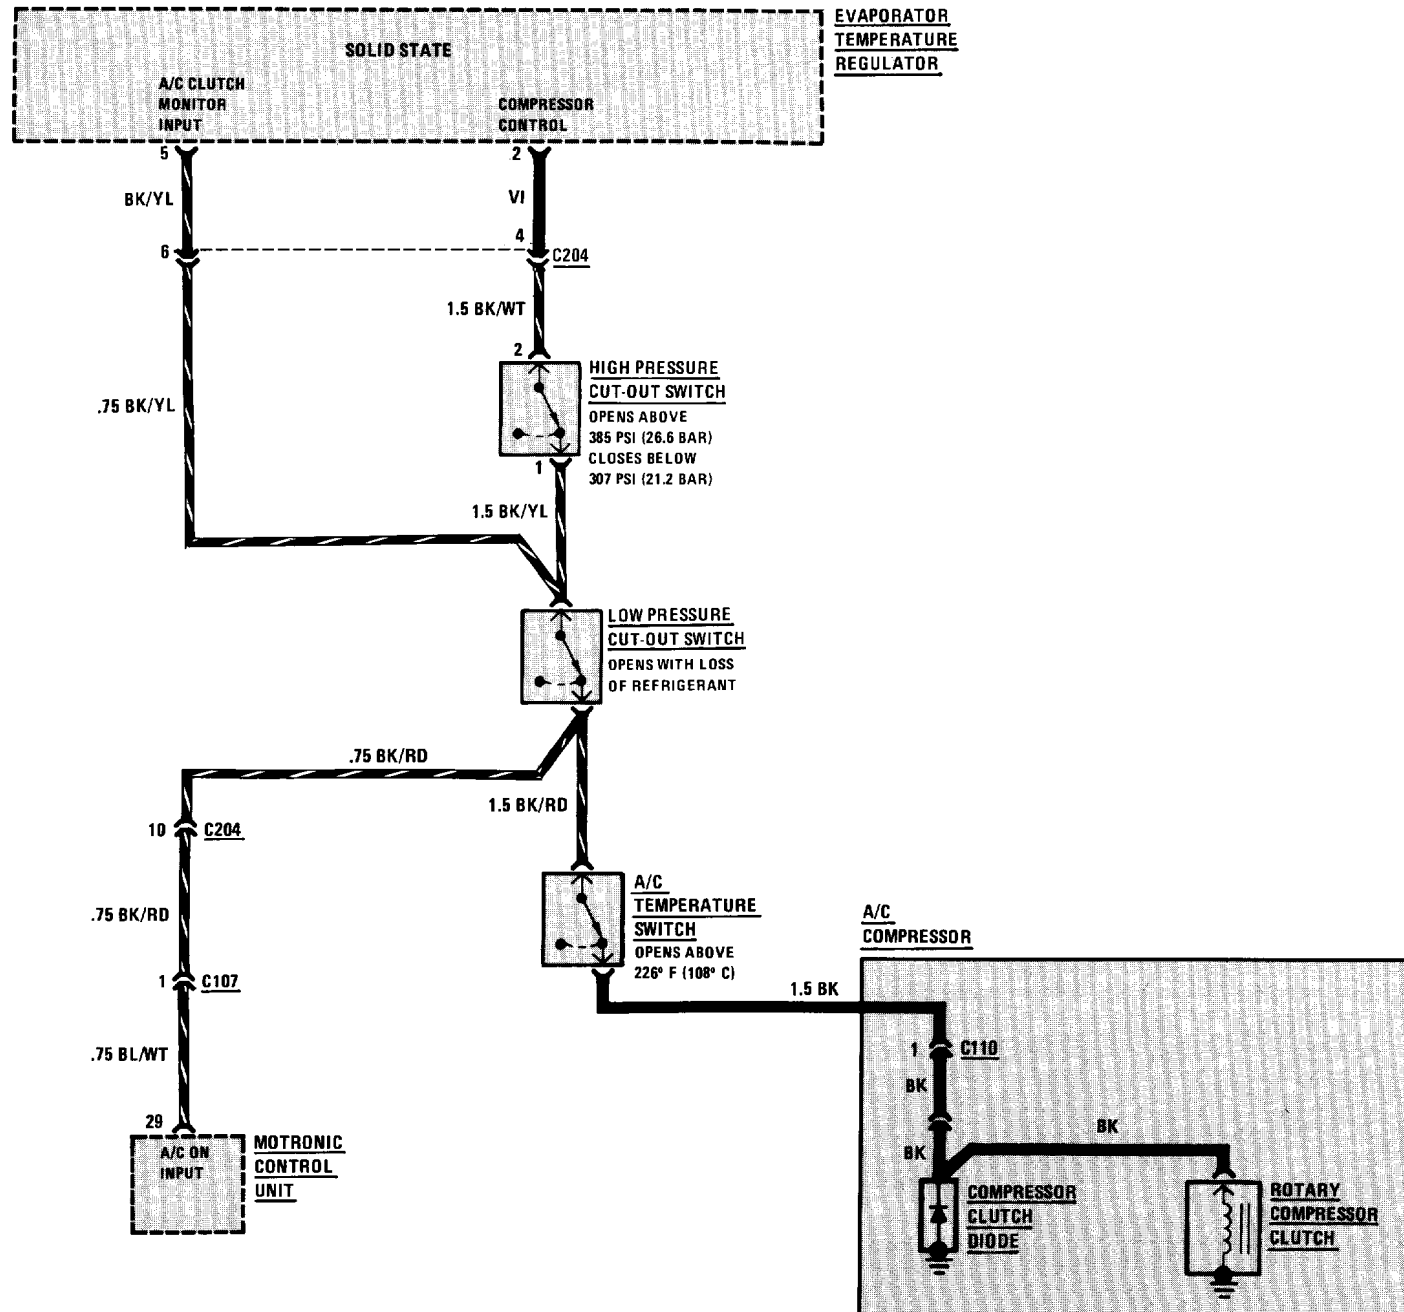 EVAPORATOR
TEMPERATURE
REGULATOR
SOLID STATE
A/C CLUTCH
MONITOR
INPUT
COMPRESSOR
CONTROL
5
2
BK/YL
VI
6
4
C204
1.5 BK/WT
2
HIGH PRESSURE
CUT-OUT SWITCH
OPENS ABOVE
385 PSI (26.6 BAR)
CLOSES BELOW
307 PSI (21.2 BAR)
.75 BK/YL
1
1.5 BK/YL
LOW PRESSURE
CUT-OUT SWITCH
OPENS WITH LOSS
OF REFRIGERANT
.75 BK/RD
1.5 BK/RD
10
C204
A/C
TEMPERATURE
SWITCH
OPENS ABOVE
226º F (108º C)
.75 BK/RD
A/C
COMPRESSOR
1
C107
1.5 BK
.75 BL/WT
1
C110
BK
29
A/C ON
INPUT
MOTRONIC
CONTROL
UNIT
BK
BK
COMPRESSOR
CLUTCH
DIODE
ROTARY
COMPRESSOR
CLUTCH